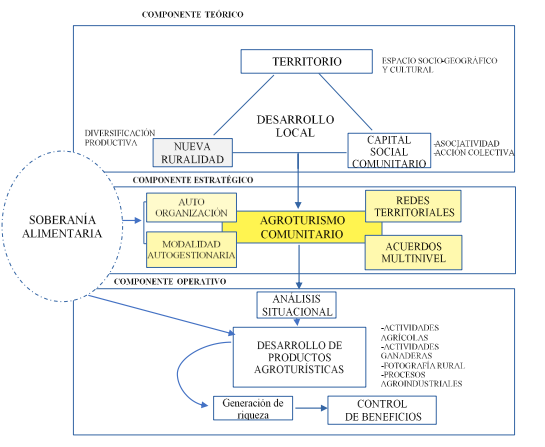 COMPONENTE TEÓRICO
TERRITORIO
ESPACIO SOCIO-GEOGRÁFICO
Y CULTURAL
DESARROLLO
LOCAL
DIVERSIFICACIÓN
PRODUCTIVA
NUEVA
RURALIDAD
CAPITAL
SOCIAL
COMUNITARIO
-ASOCIATIVIDAD
-ACCIÓN COLECTIVA
COMPONENTE ESTRATÉGICO
SOBERANÍA
ALIMENTARIA
AUTO
ORGANIZACIÓN
MODALIDAD
AUTOGESTIONARIA
AGROTURISMO
COMUNITARIO
REDES
TERRITORIALES
ACUERDOS
MULTINIVEL
COMPONENTE OPERATIVO
ANÁLISIS
SITUACIONAL
DESARROLLO DE
PRODUCTOS
AGROTURÍSTICAS
-ACTIVIDADES
AGRÍCOLAS
-ACTIVIDADES
GANADERAS
-FOTOGRAFÍA RURAL
-PROCESOS
AGROINDUSTRIALES
Generación de
riqueza
CONTROL
DE BENEFICIOS